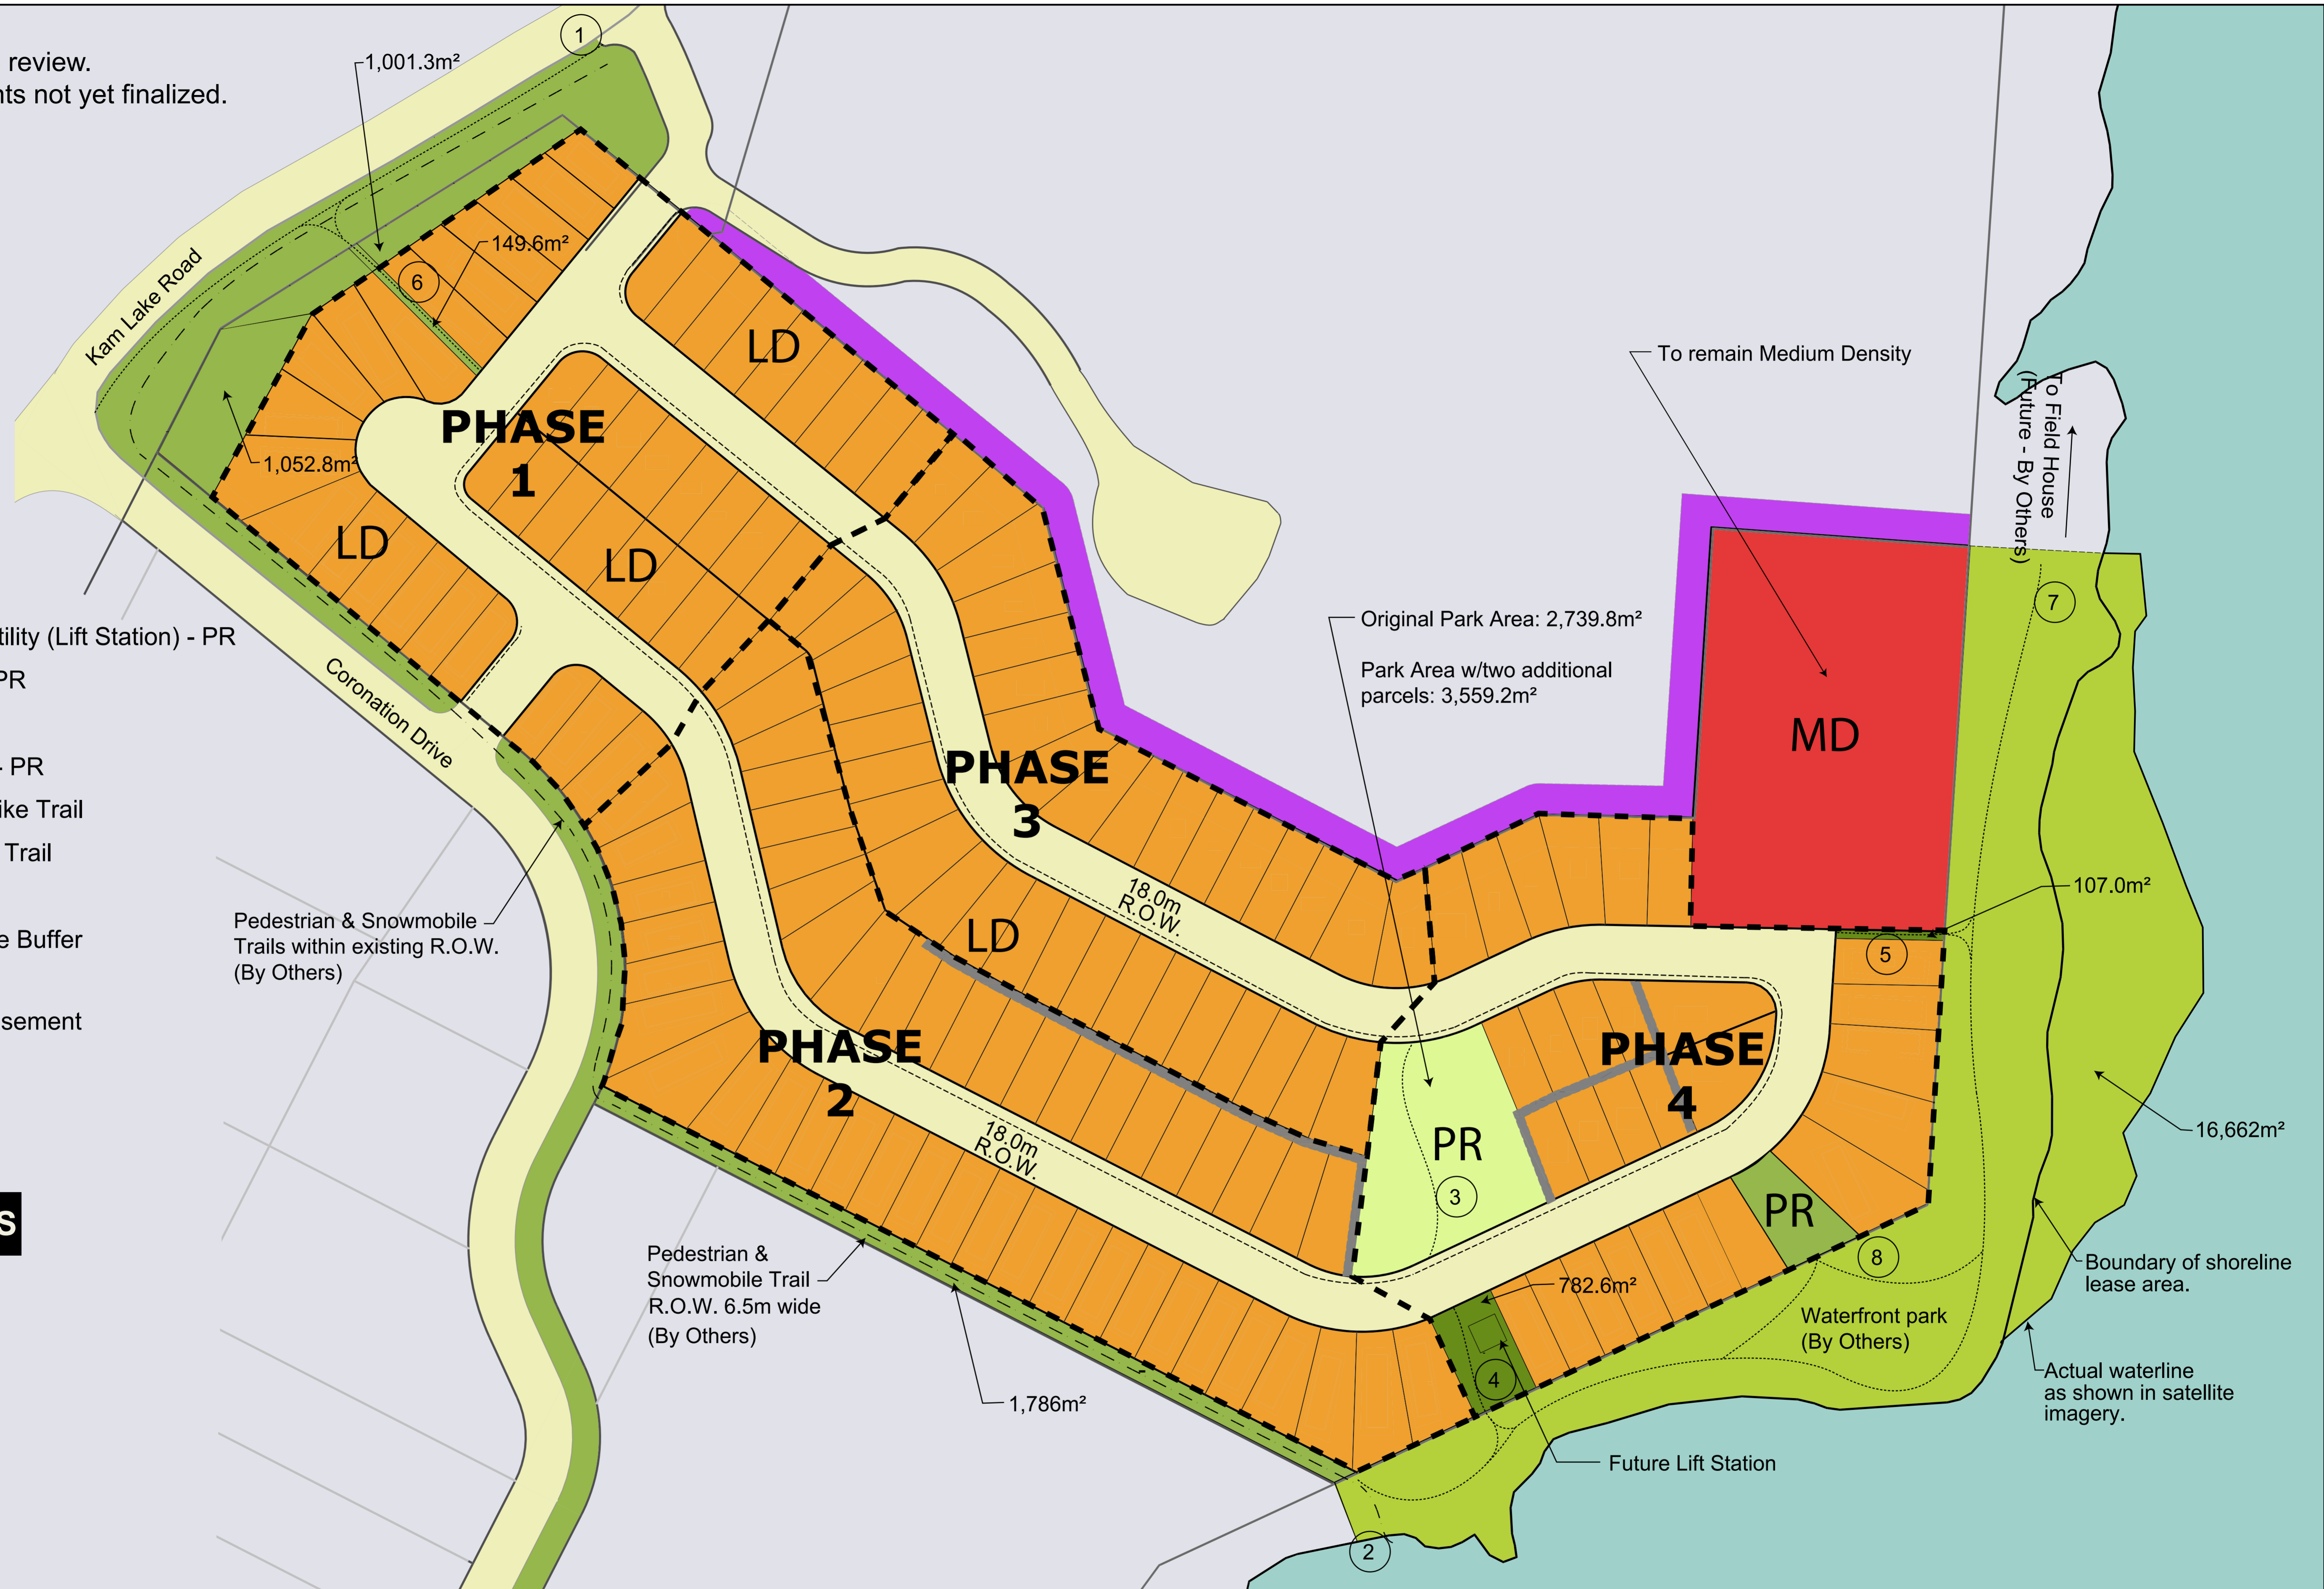 review.
ts not yet finalized.
1
1,001.3m²
149.6m²
6
Kam Lake Road
1,052.8m²
LD
PHASE
1
LD
LD
To remain Medium Density
To Field House
(Future - By Others)
7
tility (Lift Station) - PR
PR
- PR
ike Trail
Trail
e Buffer
sement
S
Coronation Drive
Original Park Area: 2,739.8m²
Park Area w/two additional
parcels: 3,559.2m²
MD
PHASE
3
107.0m²
5
18.0m
R.O.W.
LD
Pedestrian & Snowmobile
Trails within existing R.O.W.
(By Others)
PHASE
2
PHASE
4
18.0m
R.O.W.
PR
3
PR
8
16,662m²
Pedestrian &
Snowmobile Trail
R.O.W. 6.5m wide
(By Others)
782.6m²
Boundary of shoreline
lease area.
Waterfront park
(By Others)
4
1,786m²
Actual waterline
as shown in satellite
imagery.
Future Lift Station
2